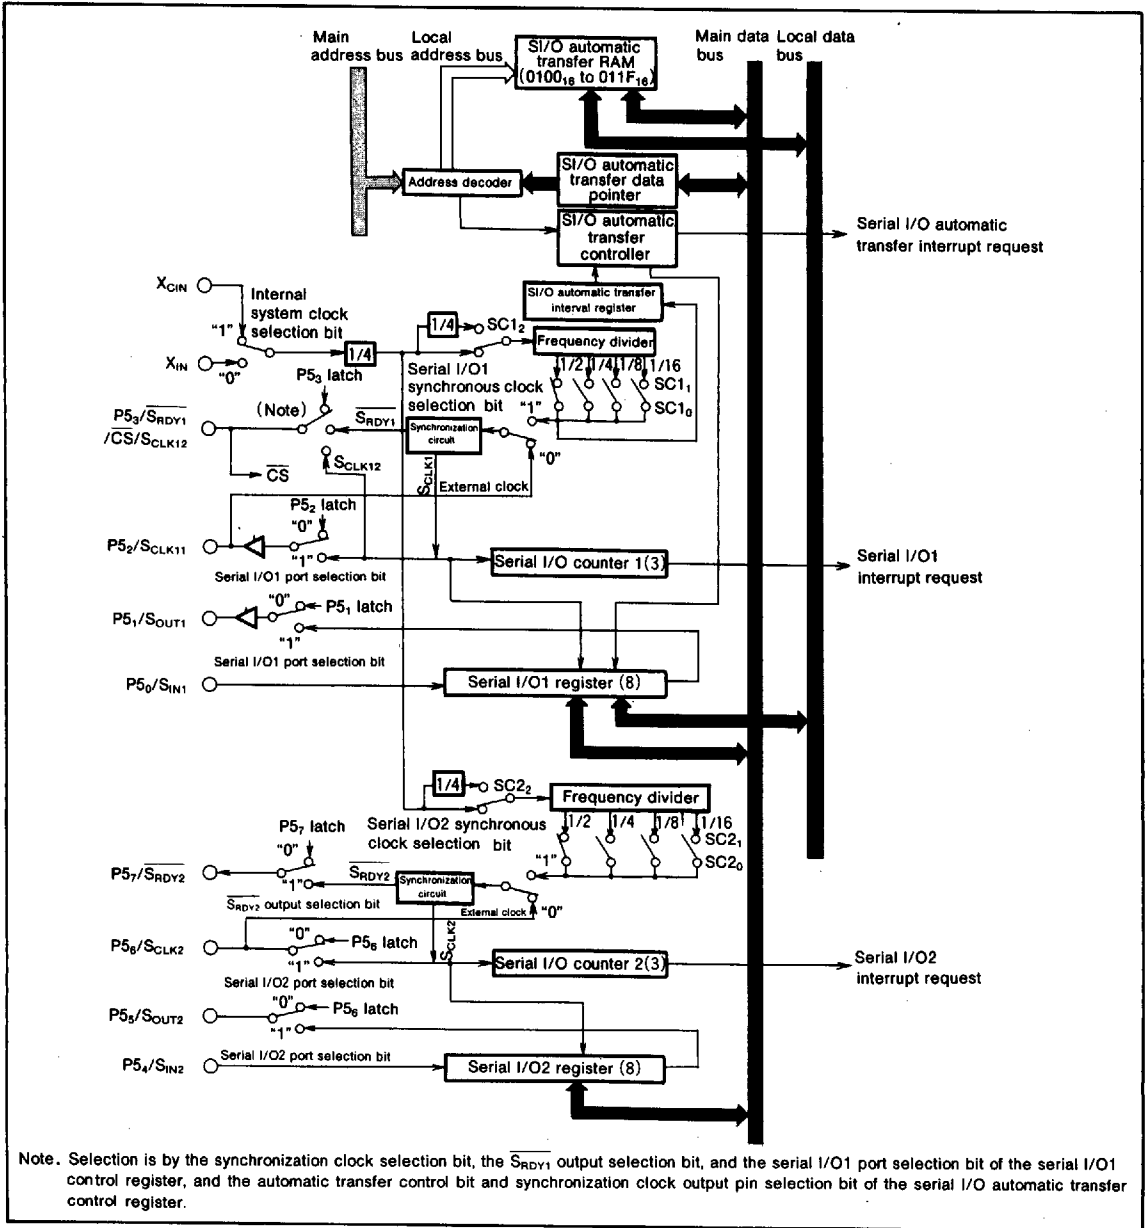 Main
address bus
Local
address bus
SI/O automatic
transfer RAM
(0100₁₆ to 011F₁₆)
Main data
bus
Local data
bus
Address decoder
SI/O automatic
transfer data
pointer
SI/O automatic
transfer
controller
Serial I/O automatic
transfer interrupt request
SI/O automatic transfer
interval register
X_CIN
Internal
system clock
selection bit
"1"
X_IN
"0"
1/4
1/4
SC1₂
Frequency divider
1/2
1/4
1/8
1/16
SC1₁
SC1₀
Serial I/O1
synchronous clock
selection bit
"1"
"0"
P5₃ latch
(Note)
P5₃/S̅_RDY1
/C̅S̅/S_CLK12
S̅_RDY1
Synchronization
circuit
C̅S̅
S_CLK12
S_CLK1
External clock
P5₂ latch
"0"
P5₂/S_CLK11
"1"
Serial I/O1 port selection bit
Serial I/O counter 1(3)
Serial I/O1
interrupt request
"0"
P5₁ latch
P5₁/S_OUT1
"1"
Serial I/O1 port selection bit
P5₀/S_IN1
Serial I/O1 register (8)
1/4
SC2₂
Frequency divider
1/2
1/4
1/8
1/16
SC2₁
SC2₀
Serial I/O2 synchronous
clock selection bit
"1"
"0"
P5₇ latch
"0"
P5₇/S̅_RDY2
"1"
S̅_RDY2
Synchronization
circuit
S̅_RDY2 output selection bit
External clock
S_CLK2
P5₆/S_CLK2
"0"
P5₆ latch
"1"
Serial I/O2 port selection bit
Serial I/O counter 2(3)
Serial I/O2
interrupt request
"0"
P5₆ latch
P5₅/S_OUT2
"1"
Serial I/O2 port selection bit
P5₄/S_IN2
Serial I/O2 register (8)
Note. Selection is by the synchronization clock selection bit, the S̅_RDY1 output selection bit, and the serial I/O1 port selection bit of the serial I/O1
control register, and the automatic transfer control bit and synchronization clock output pin selection bit of the serial I/O automatic transfer
control register.